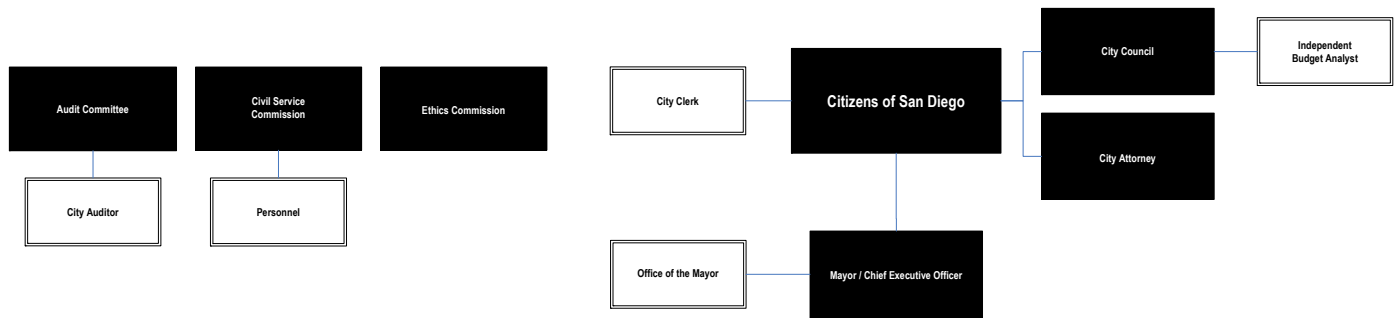 City Council
Independent
Budget Analyst
Audit Committee
Civil Service
Commission
Ethics Commission
City Clerk
Citizens of San Diego
City Attorney
City Auditor
Personnel
Office of the Mayor
Mayor / Chief Executive Officer